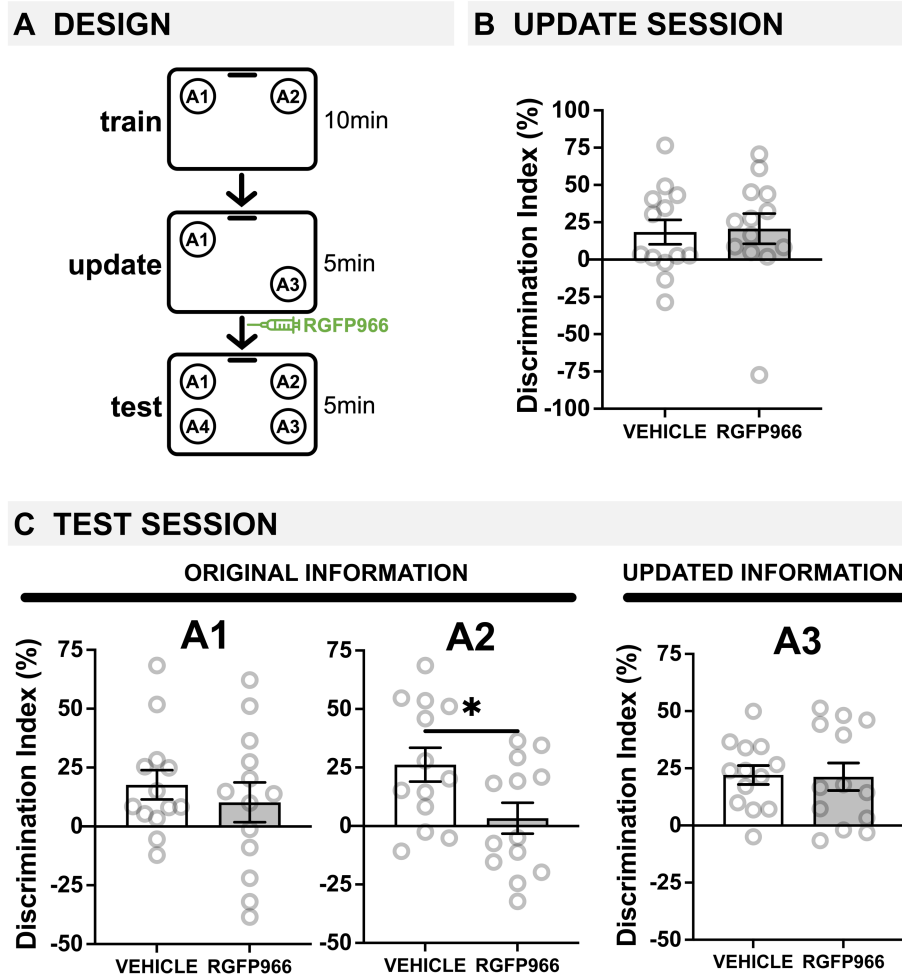 A DESIGN
train
A1
A2
10min
update
A1
A3
5min
RGFP966
test
A1
A2
A4
A3
5min
B UPDATE SESSION
Discrimination Index (%)
100
75
50
25
0
-25
-50
-75
-100
VEHICLE RGFP966
C TEST SESSION
ORIGINAL INFORMATION
A1
Discrimination Index (%)
75
50
25
0
-25
-50
VEHICLE RGFP966
A2
75
50
25
0
-25
-50
*
VEHICLE RGFP966
UPDATED INFORMATION
A3
Discrimination Index (%)
75
50
25
0
-25
-50
VEHICLE RGFP966